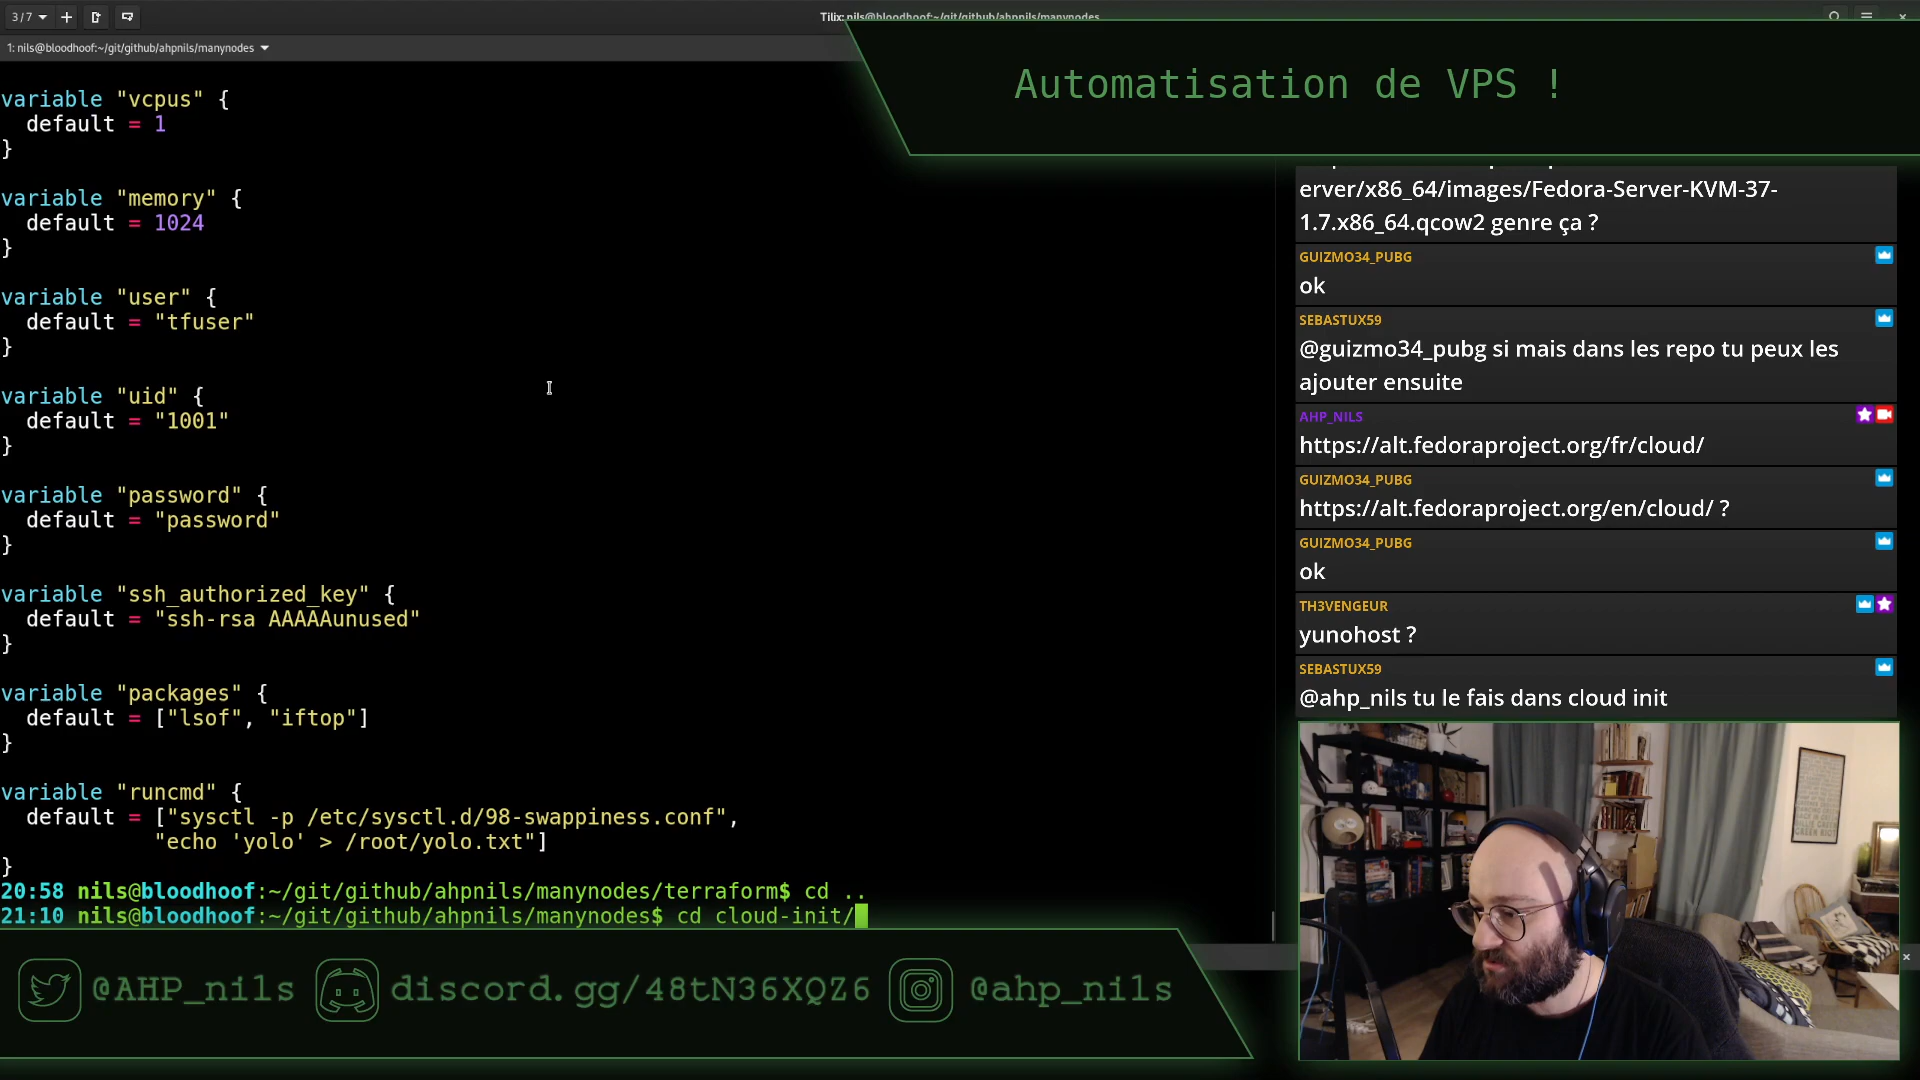 3/7
Tilix: nils@bloodhoof:~/git/github/ahpnils/manynodes
1: nils@bloodhoof:~/git/github/ahpnils/manynodes
Automatisation de VPS !
variable "vcpus" {
  default = 1
}
variable "memory" {
  default = 1024
}
variable "user" {
  default = "tfuser"
}
variable "uid" {
  default = "1001"
}
variable "password" {
  default = "password"
}
variable "ssh_authorized_key" {
  default = "ssh-rsa AAAAAunused"
}
variable "packages" {
  default = ["lsof", "iftop"]
}
variable "runcmd" {
  default = ["sysctl -p /etc/sysctl.d/98-swappiness.conf",
            "echo 'yolo' > /root/yolo.txt"]
}
20:58 nils@bloodhoof:~/git/github/ahpnils/manynodes/terraform$ cd ..
21:10 nils@bloodhoof:~/git/github/ahpnils/manynodes$ cd cloud-init/
erver/x86_64/images/Fedora-Server-KVM-37-
1.7.x86_64.qcow2 genre ça ?
GUIZMO34_PUBG
ok
SEBASTUX59
@guizmo34_pubg si mais dans les repo tu peux les
ajouter ensuite
AHP_NILS
https://alt.fedoraproject.org/fr/cloud/
GUIZMO34_PUBG
https://alt.fedoraproject.org/en/cloud/ ?
GUIZMO34_PUBG
ok
TH3VENGEUR
yunohost ?
SEBASTUX59
@ahp_nils tu le fais dans cloud init
@AHP_nils
discord.gg/48tN36XQZ6
@ahp_nils